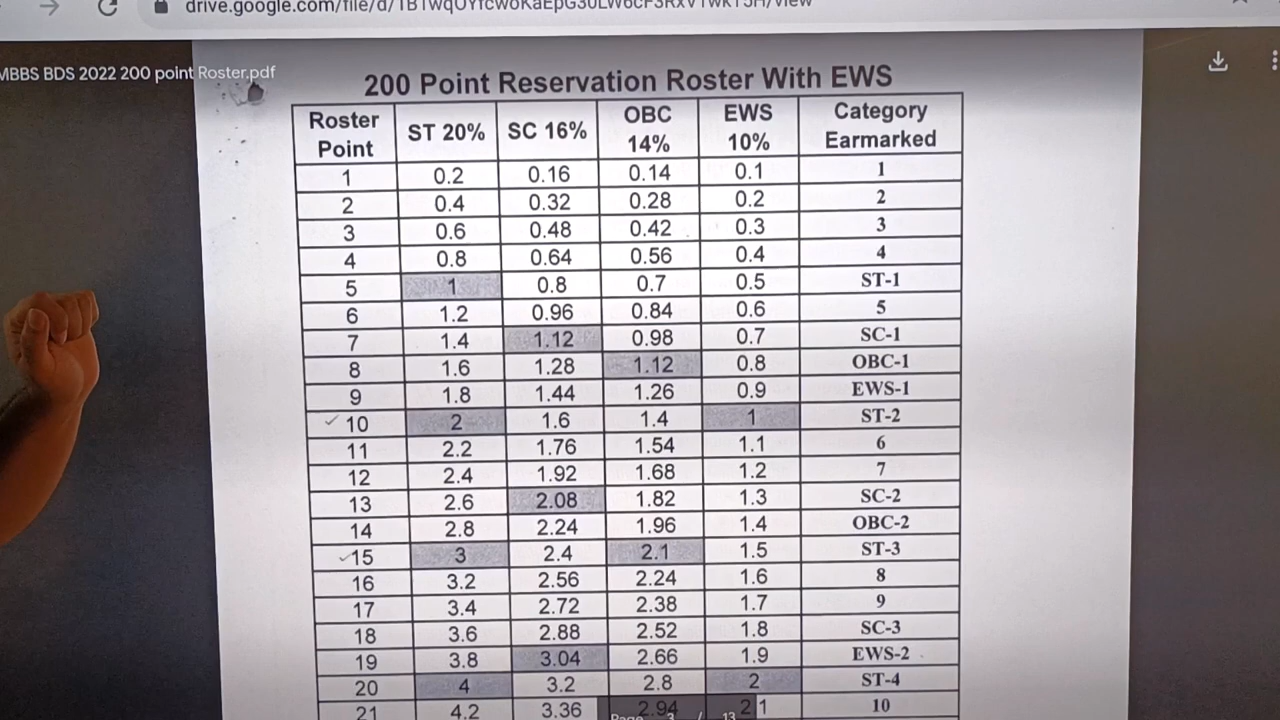 drive.google.com/file/d/
MBBS BDS 2022 200 point Roster.pdf
200 Point Reservation Roster With EWS
Roster Point ST 20% SC 16% OBC 14% EWS 10% Category Earmarked
1 0.2 0.16 0.14 0.1 1
2 0.4 0.32 0.28 0.2 2
3 0.6 0.48 0.42 0.3 3
4 0.8 0.64 0.56 0.4 4
5 1 0.8 0.7 0.5 ST-1
6 1.2 0.96 0.84 0.6 5
7 1.4 1.12 0.98 0.7 SC-1
8 1.6 1.28 1.12 0.8 OBC-1
9 1.8 1.44 1.26 0.9 EWS-1
10 2 1.6 1.4 1 ST-2
11 2.2 1.76 1.54 1.1 6
12 2.4 1.92 1.68 1.2 7
13 2.6 2.08 1.82 1.3 SC-2
14 2.8 2.24 1.96 1.4 OBC-2
15 3 2.4 2.1 1.5 ST-3
16 3.2 2.56 2.24 1.6 8
17 3.4 2.72 2.38 1.7 9
18 3.6 2.88 2.52 1.8 SC-3
19 3.8 3.04 2.66 1.9 EWS-2
20 4 3.2 2.8 2 ST-4
21 4.2 3.36 2.94 2 1 10
Page / 13